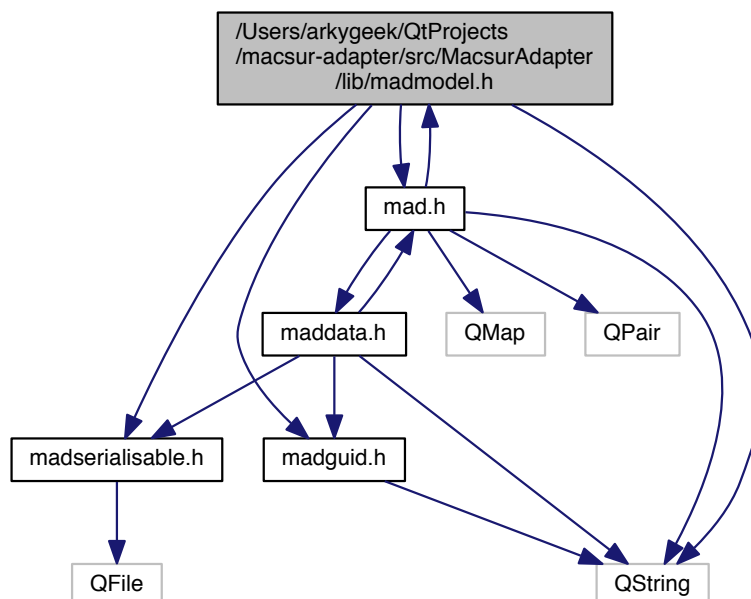 /Users/arkygeek/QtProjects
/macsur-adapter/src/MacsurAdapter
/lib/madmodel.h
mad.h
maddata.h
QMap
QPair
madserialisable.h
madguid.h
QFile
QString